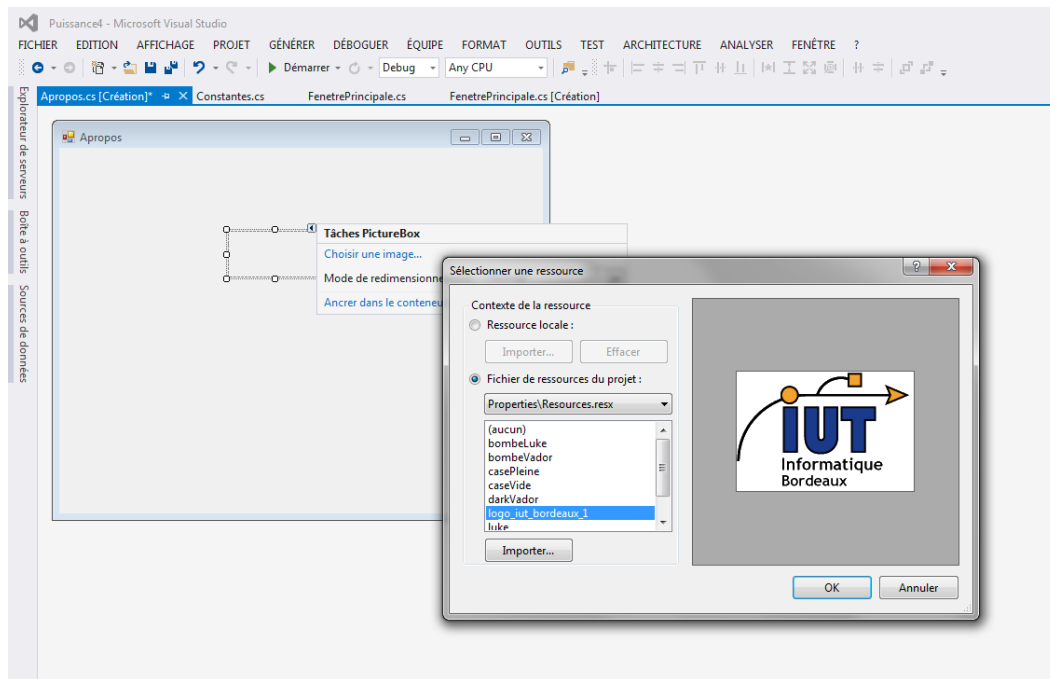 Puissance4 - Microsoft Visual Studio
FICHIER EDITION AFFICHAGE PROJET GÉNÉRER DÉBOGUER ÉQUIPE FORMAT OUTILS TEST ARCHITECTURE ANALYSER FENÊTRE ?
Démarrer Debug Any CPU
Explorateur de serveurs
Boîte à outils
Sources de données
Apropos.cs [Création]* Constantes.cs FenetrePrincipale.cs FenetrePrincipale.cs [Création]
Apropos
Tâches PictureBox
Choisir une image...
Mode de redimensionne
Ancrer dans le conteneu
Sélectionner une ressource
Contexte de la ressource
Ressource locale :
Importer... Effacer
Fichier de ressources du projet :
Properties\Resources.resx
(aucun)
bombeLuke
bombeVador
casePleine
caseVide
darkVador
logo_iut_bordeaux_1
luke
Importer...
IUT
Informatique
Bordeaux
OK Annuler